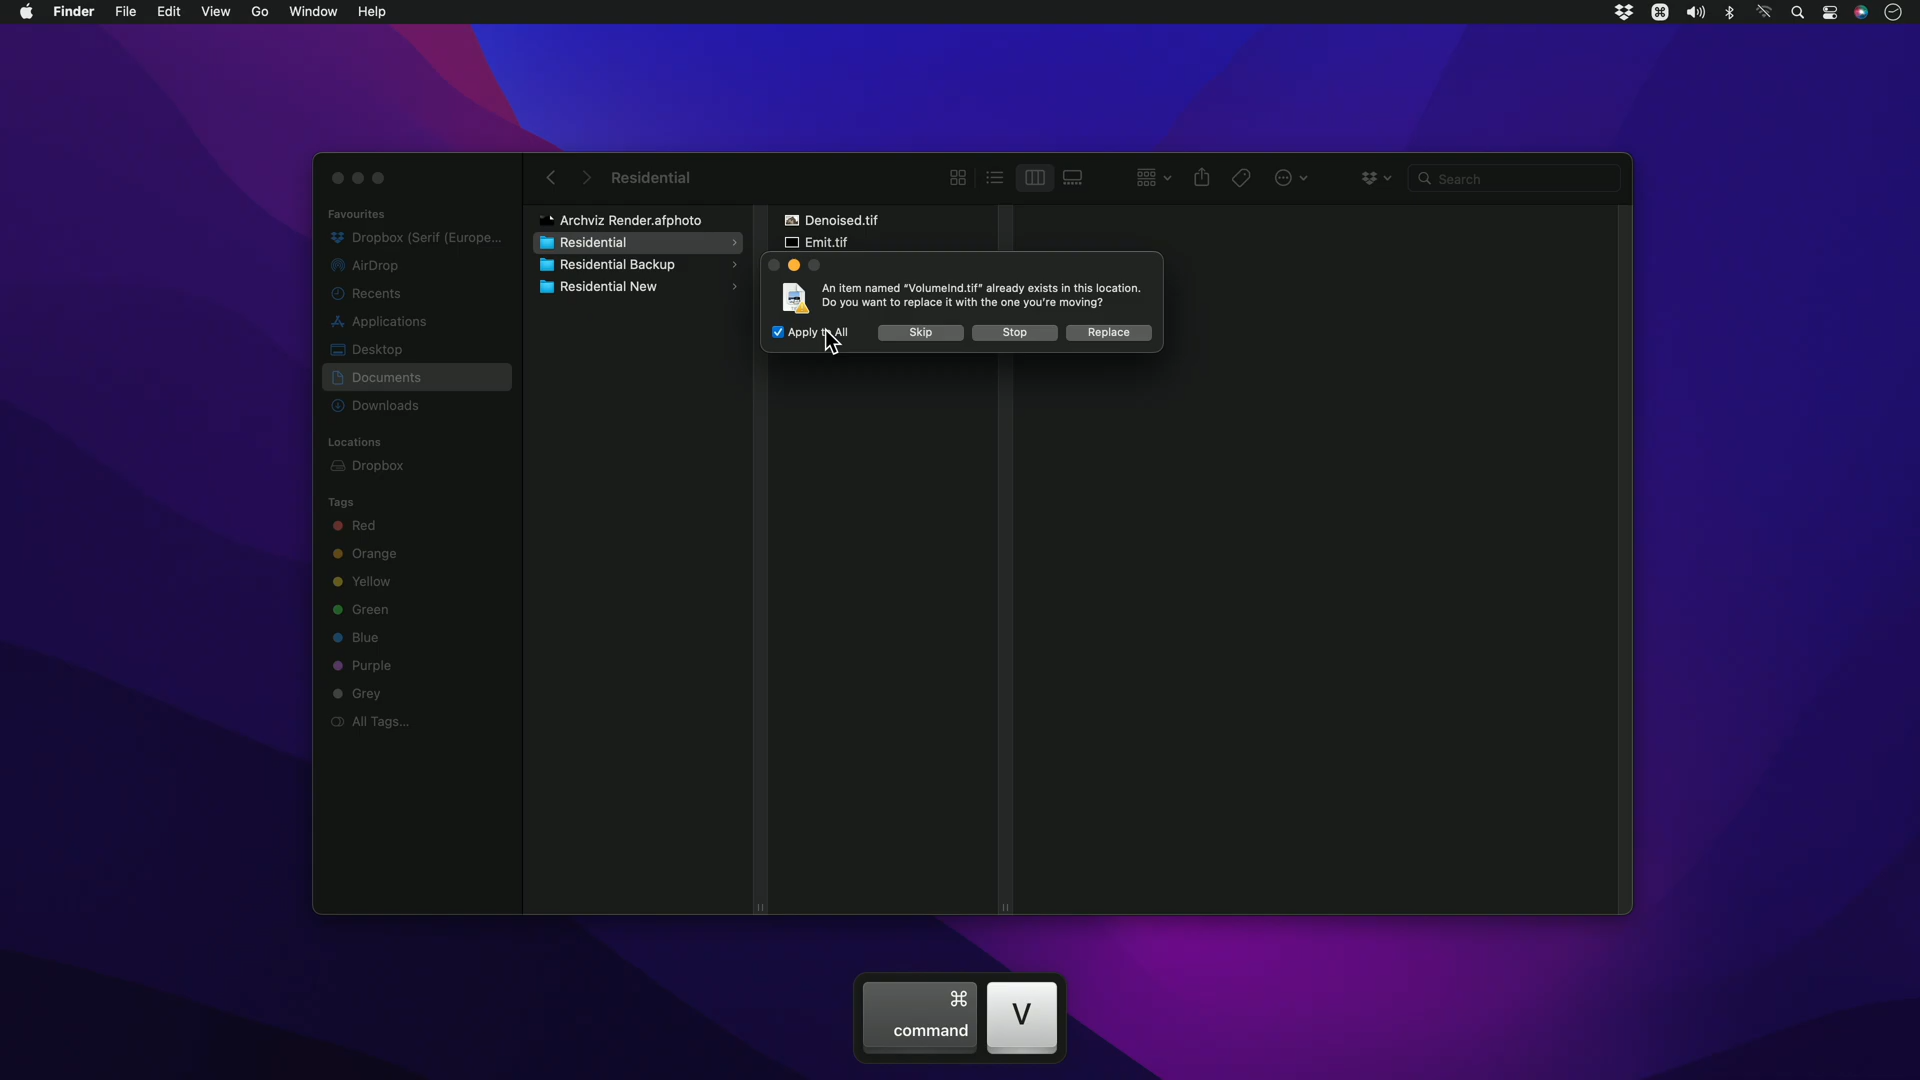 Finder File Edit View Go Window Help
Residential
Search
Favourites
Dropbox (Serif (Europe...
AirDrop
Recents
Applications
Desktop
Documents
Downloads
Locations
Dropbox
Tags
Red
Orange
Yellow
Green
Blue
Purple
Grey
All Tags...
Archviz Render.afphoto
Residential
Residential Backup
Residential New
Denoised.tif
Emit.tif
An item named “VolumeInd.tif” already exists in this location.
Do you want to replace it with the one you’re moving?
Apply to All Skip Stop Replace
⌘
command
V